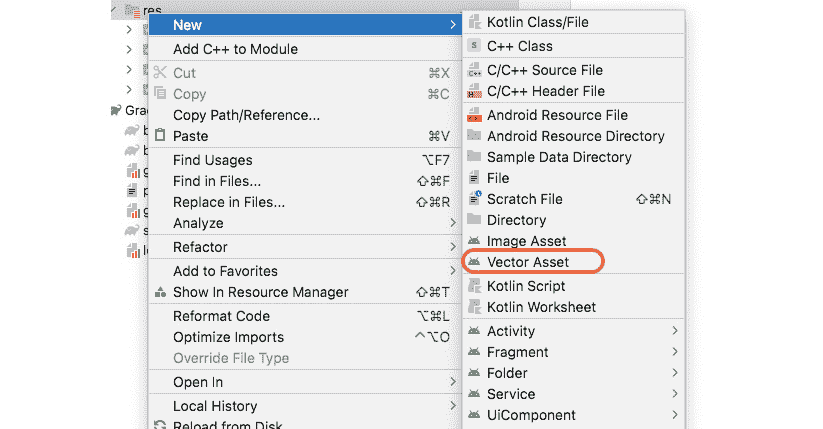 res
New
Add C++ to Module
Cut ⌘X
Copy ⌘C
Copy Path/Reference...
Paste ⌘V
Find Usages ⌥F7
Find in Files... ⇧⌘F
Replace in Files... ⇧⌘R
Analyze
Refactor
Add to Favorites
Show In Resource Manager ⇧⌘T
Reformat Code ⌥⌘L
Optimize Imports ^⌥O
Override File Type
Open In
Local History
Reload from Disk
Kotlin Class/File
C++ Class
C/C++ Source File
C/C++ Header File
Android Resource File
Android Resource Directory
Sample Data Directory
File
Scratch File ⇧⌘N
Directory
Image Asset
Vector Asset
Kotlin Script
Kotlin Worksheet
Activity
Fragment
Folder
Service
UiComponent